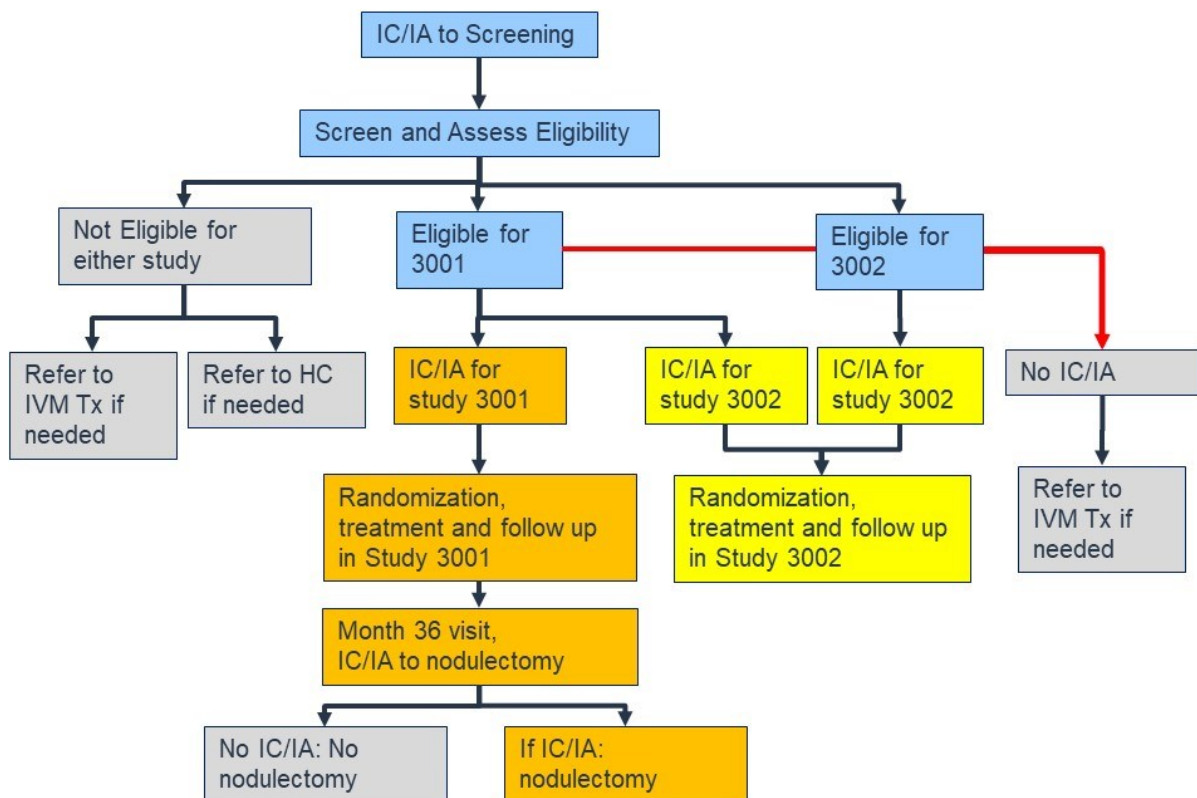 IC/IA to Screening
Screen and Assess Eligibility
Not Eligible for
either study
Eligible for
3001
Eligible for
3002
Refer to
IVM Tx if
needed
Refer to HC
if needed
IC/IA for
study 3001
IC/IA for
study 3002
IC/IA for
study 3002
No IC/IA
Randomization,
treatment and follow up
in Study 3001
Randomization,
treatment and follow up
in Study 3002
Refer to
IVM Tx if
needed
Month 36 visit,
IC/IA to nodulectomy
No IC/IA: No
nodulectomy
If IC/IA:
nodulectomy